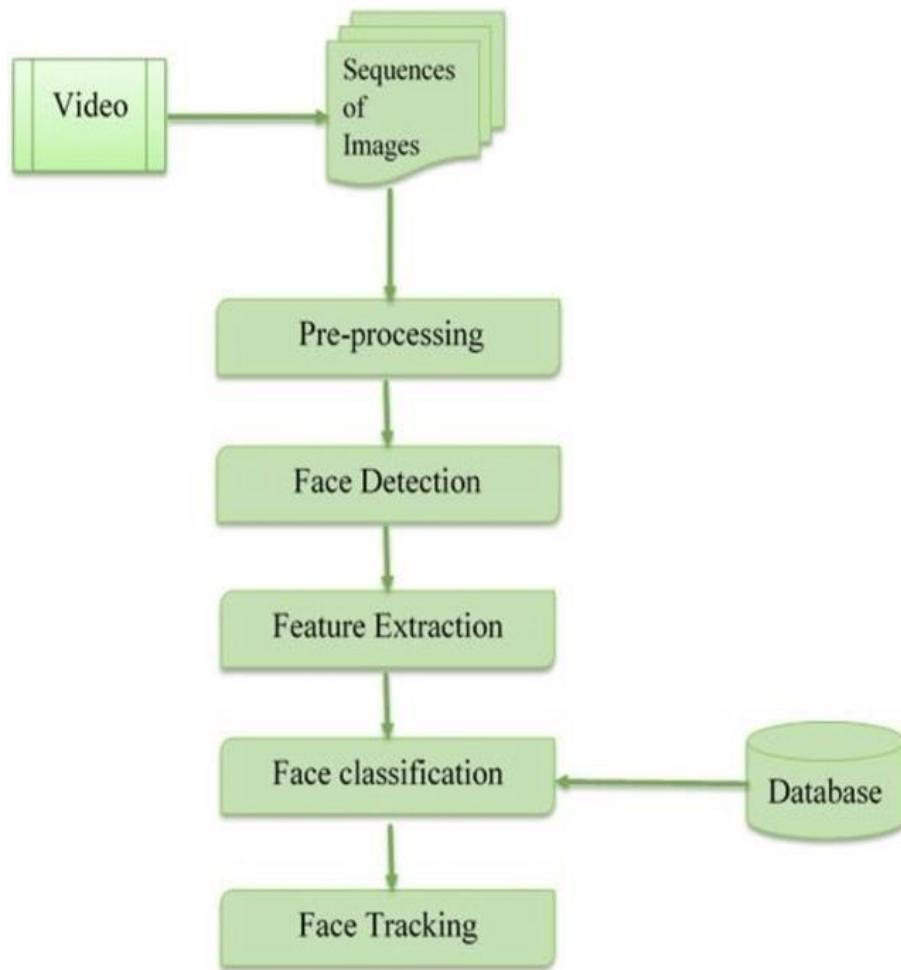 Video
Sequences
of
Images
Pre-processing
Face Detection
Feature Extraction
Face classification
Database
Face Tracking